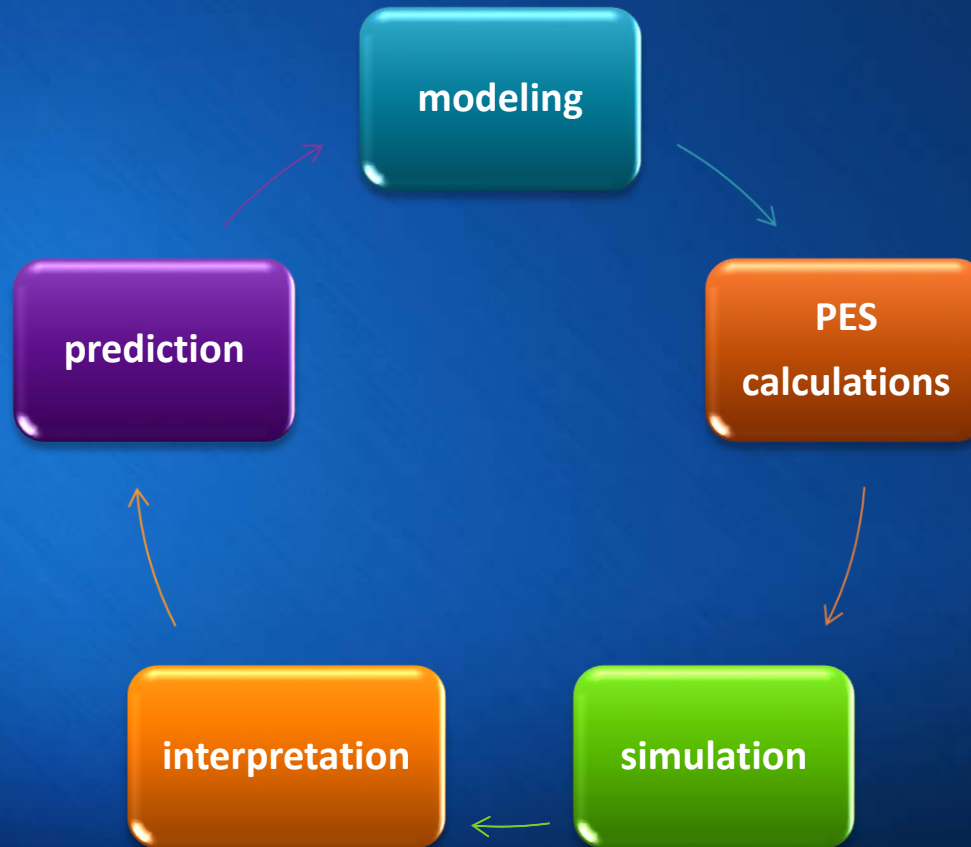 modeling
PES
calculations
simulation
interpretation
prediction